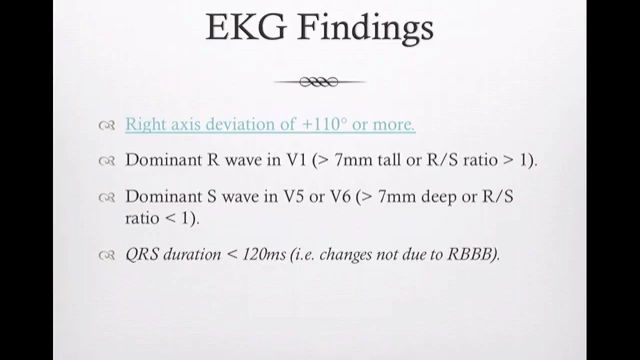 EKG Findings
Right axis deviation of +110° or more.
Dominant R wave in V1 (> 7mm tall or R/S ratio > 1).
Dominant S wave in V5 or V6 (> 7mm deep or R/S
ratio < 1).
QRS duration < 120ms (i.e. changes not due to RBBB).